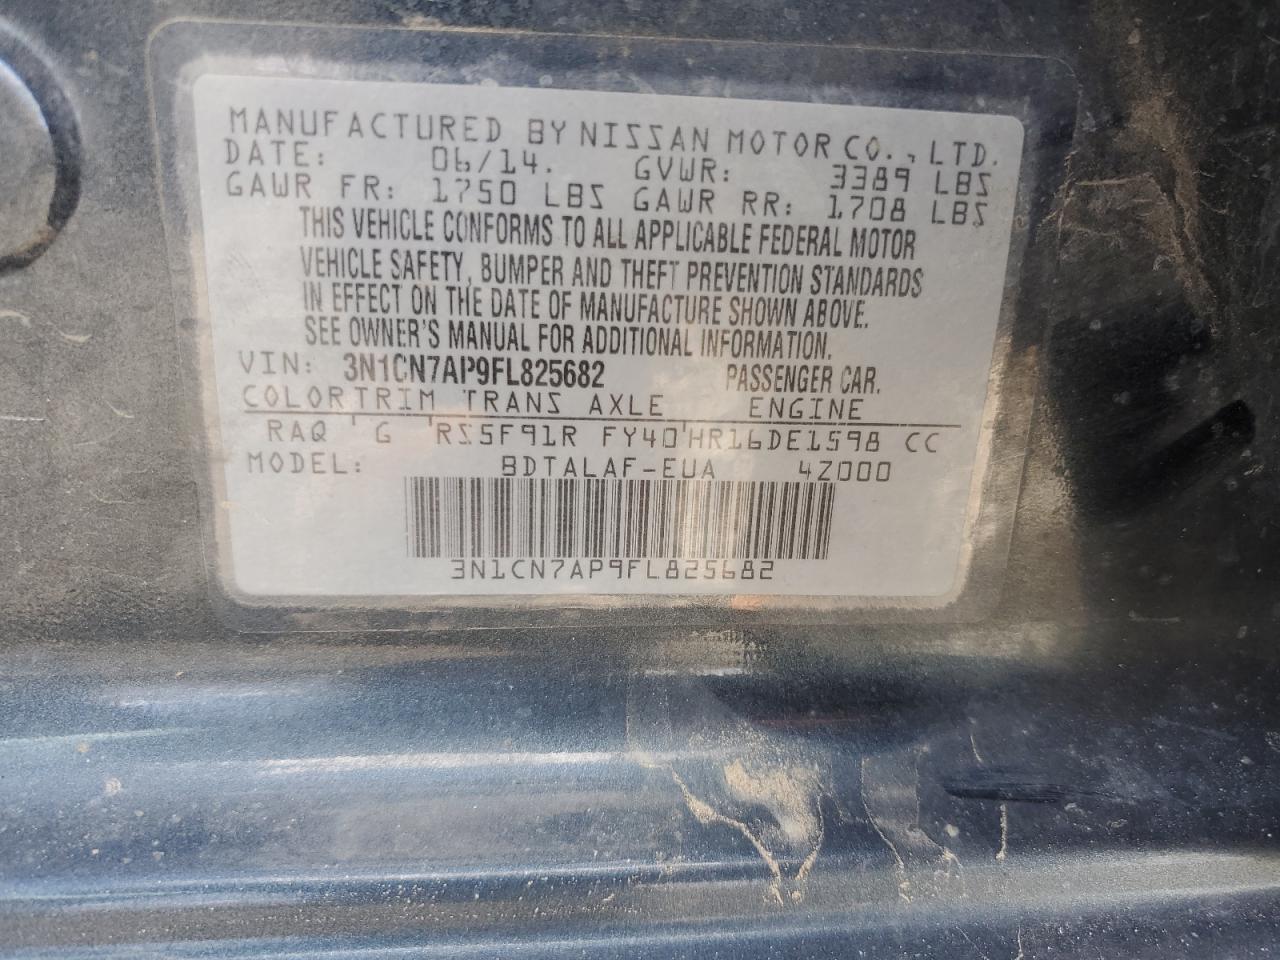 MANUFACTURED BY NISSAN MOTOR CO., LTD.
DATE: 06/14. GVWR: 3389 LBS
GAWR FR: 1750 LBS GAWR RR: 1708 LBS
THIS VEHICLE CONFORMS TO ALL APPLICABLE FEDERAL MOTOR
VEHICLE SAFETY, BUMPER AND THEFT PREVENTION STANDARDS
IN EFFECT ON THE DATE OF MANUFACTURE SHOWN ABOVE.
SEE OWNER'S MANUAL FOR ADDITIONAL INFORMATION.
VIN: 3N1CN7AP9FL825682 PASSENGER CAR.
COLOR TRIM TRANS AXLE ENGINE
RAQ G RS5F91R FY40 HR16DE1598 CC
MODEL: BDTALAF-EUA 4Z000
3N1CN7AP9FL825682